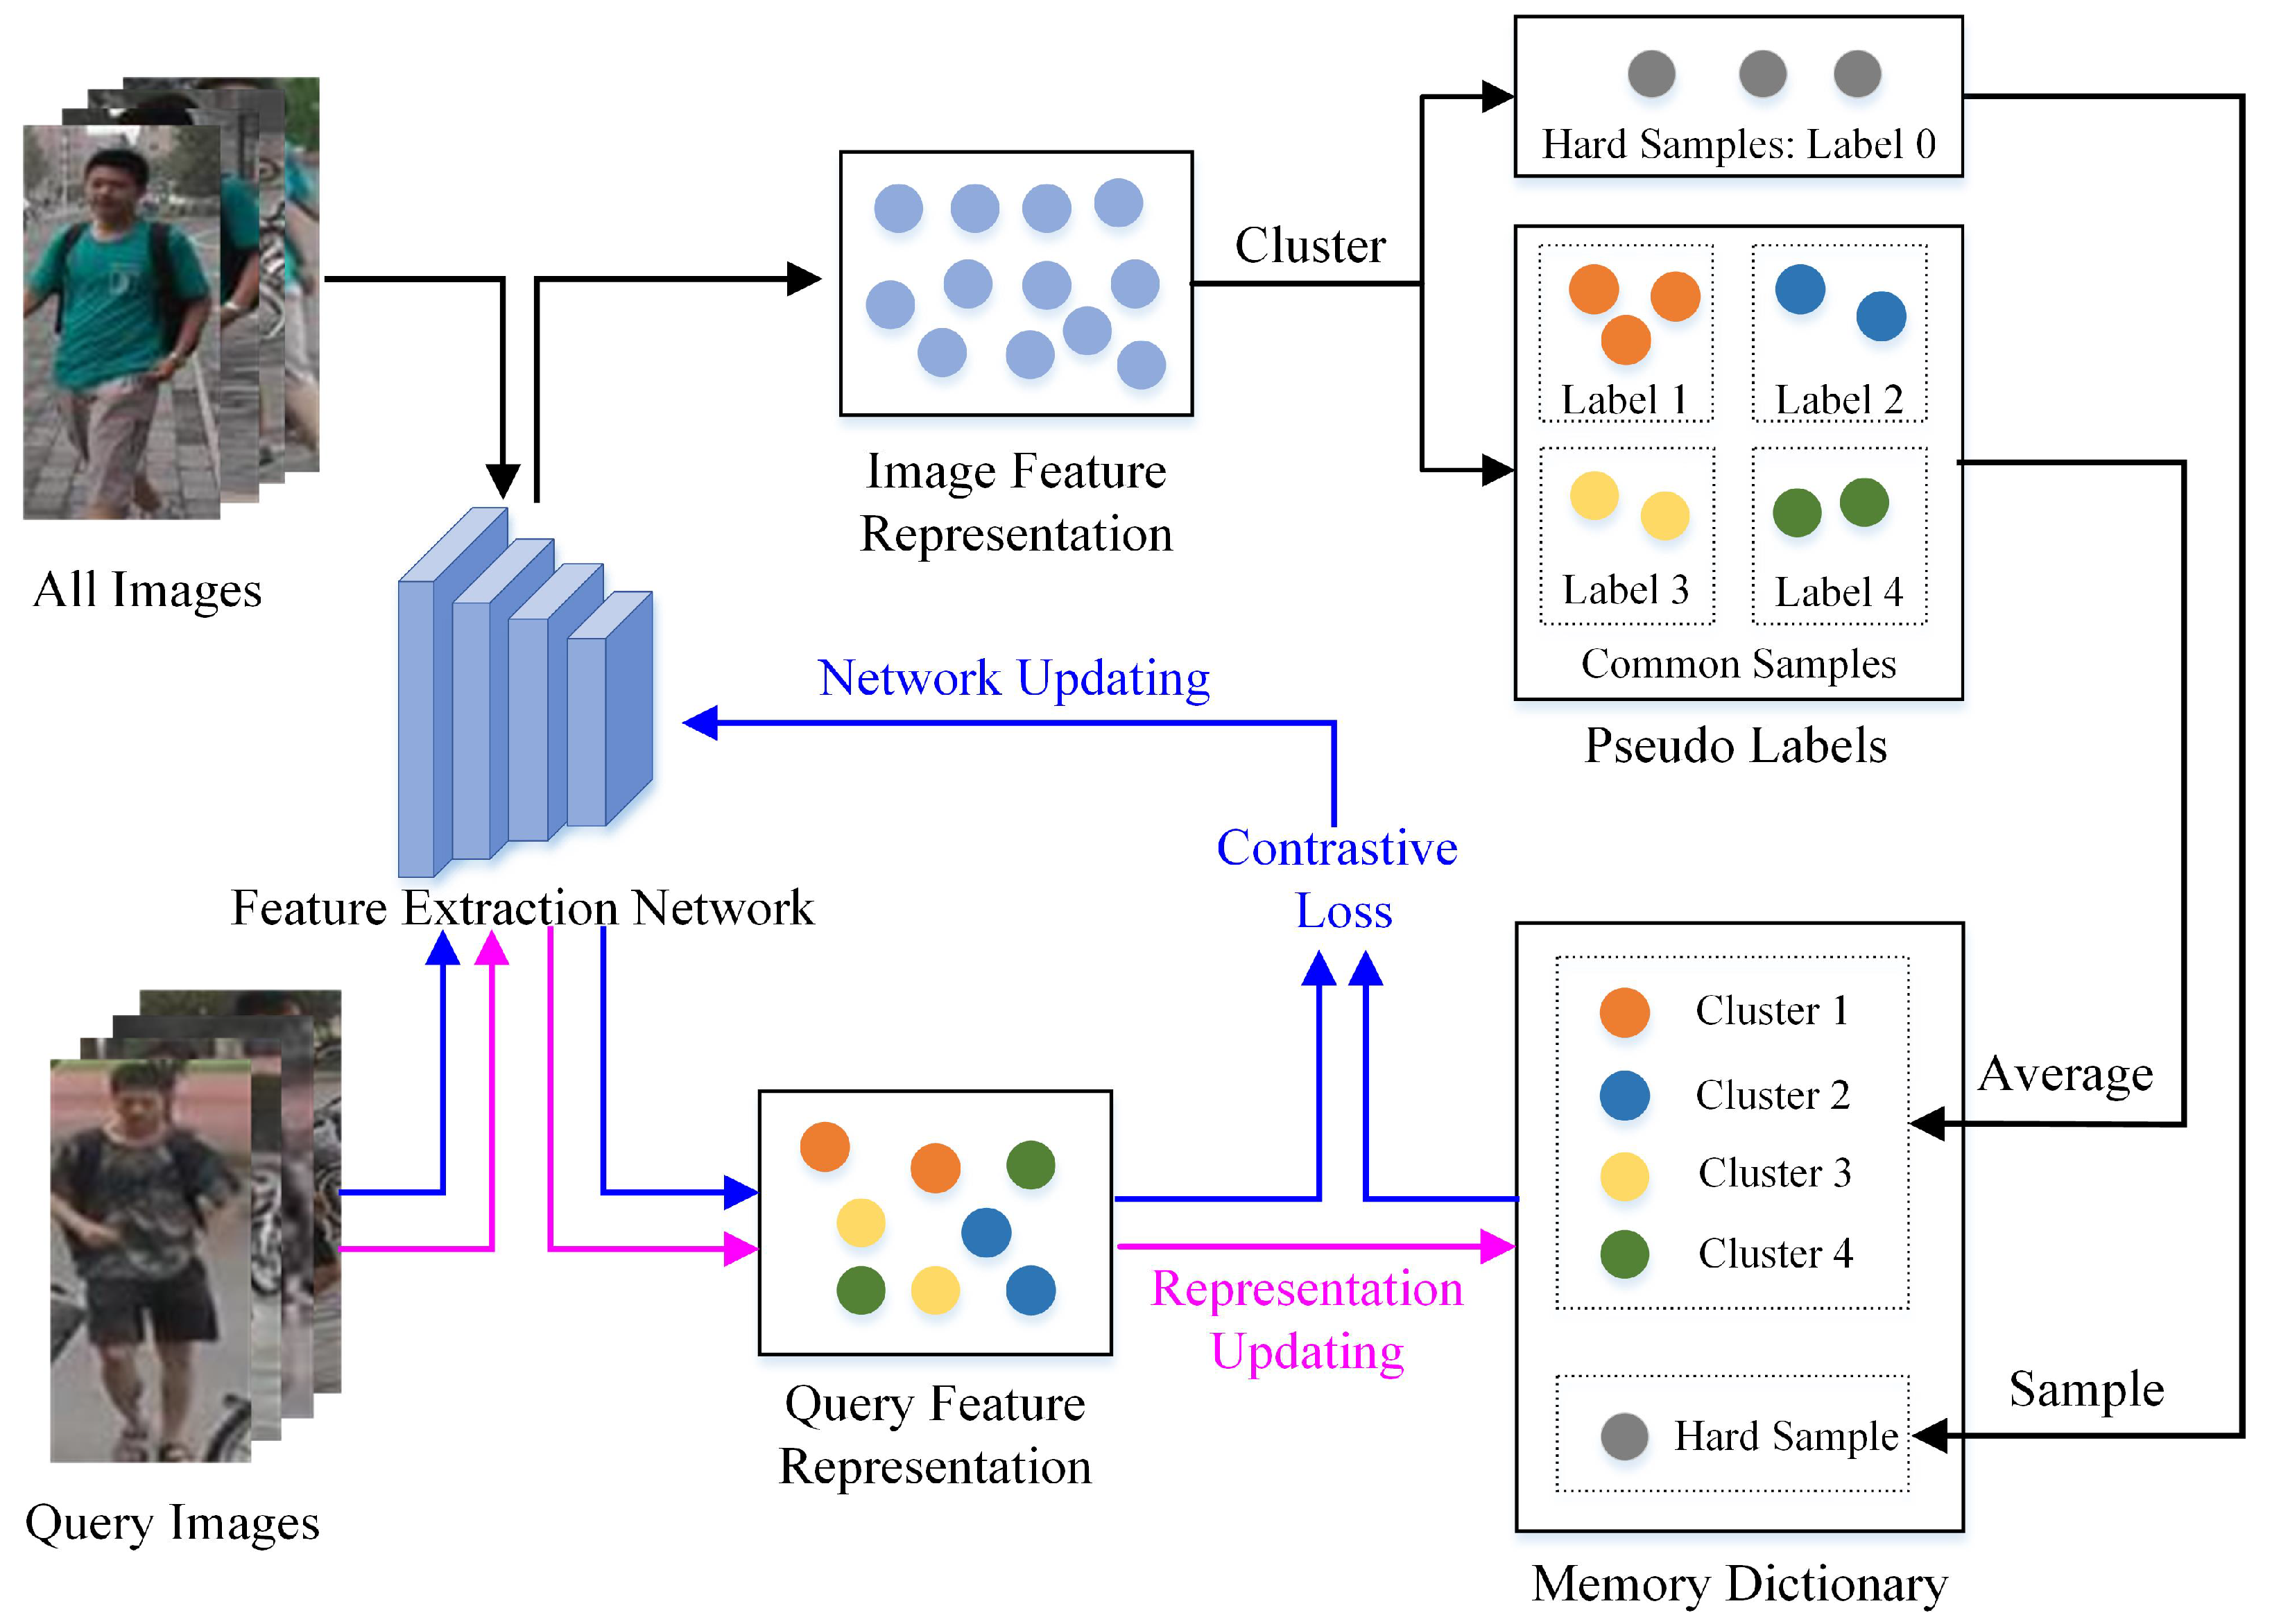 Hard Samples: Label 0
Cluster
Label 1
Label 2
Label 3
Label 4
Common Samples
Pseudo Labels
Image Feature
Representation
All Images
Network Updating
Feature Extraction Network
Contrastive
Loss
Cluster 1
Cluster 2
Cluster 3
Cluster 4
Average
Representation
Updating
Hard Sample
Sample
Query Feature
Representation
Query Images
Memory Dictionary